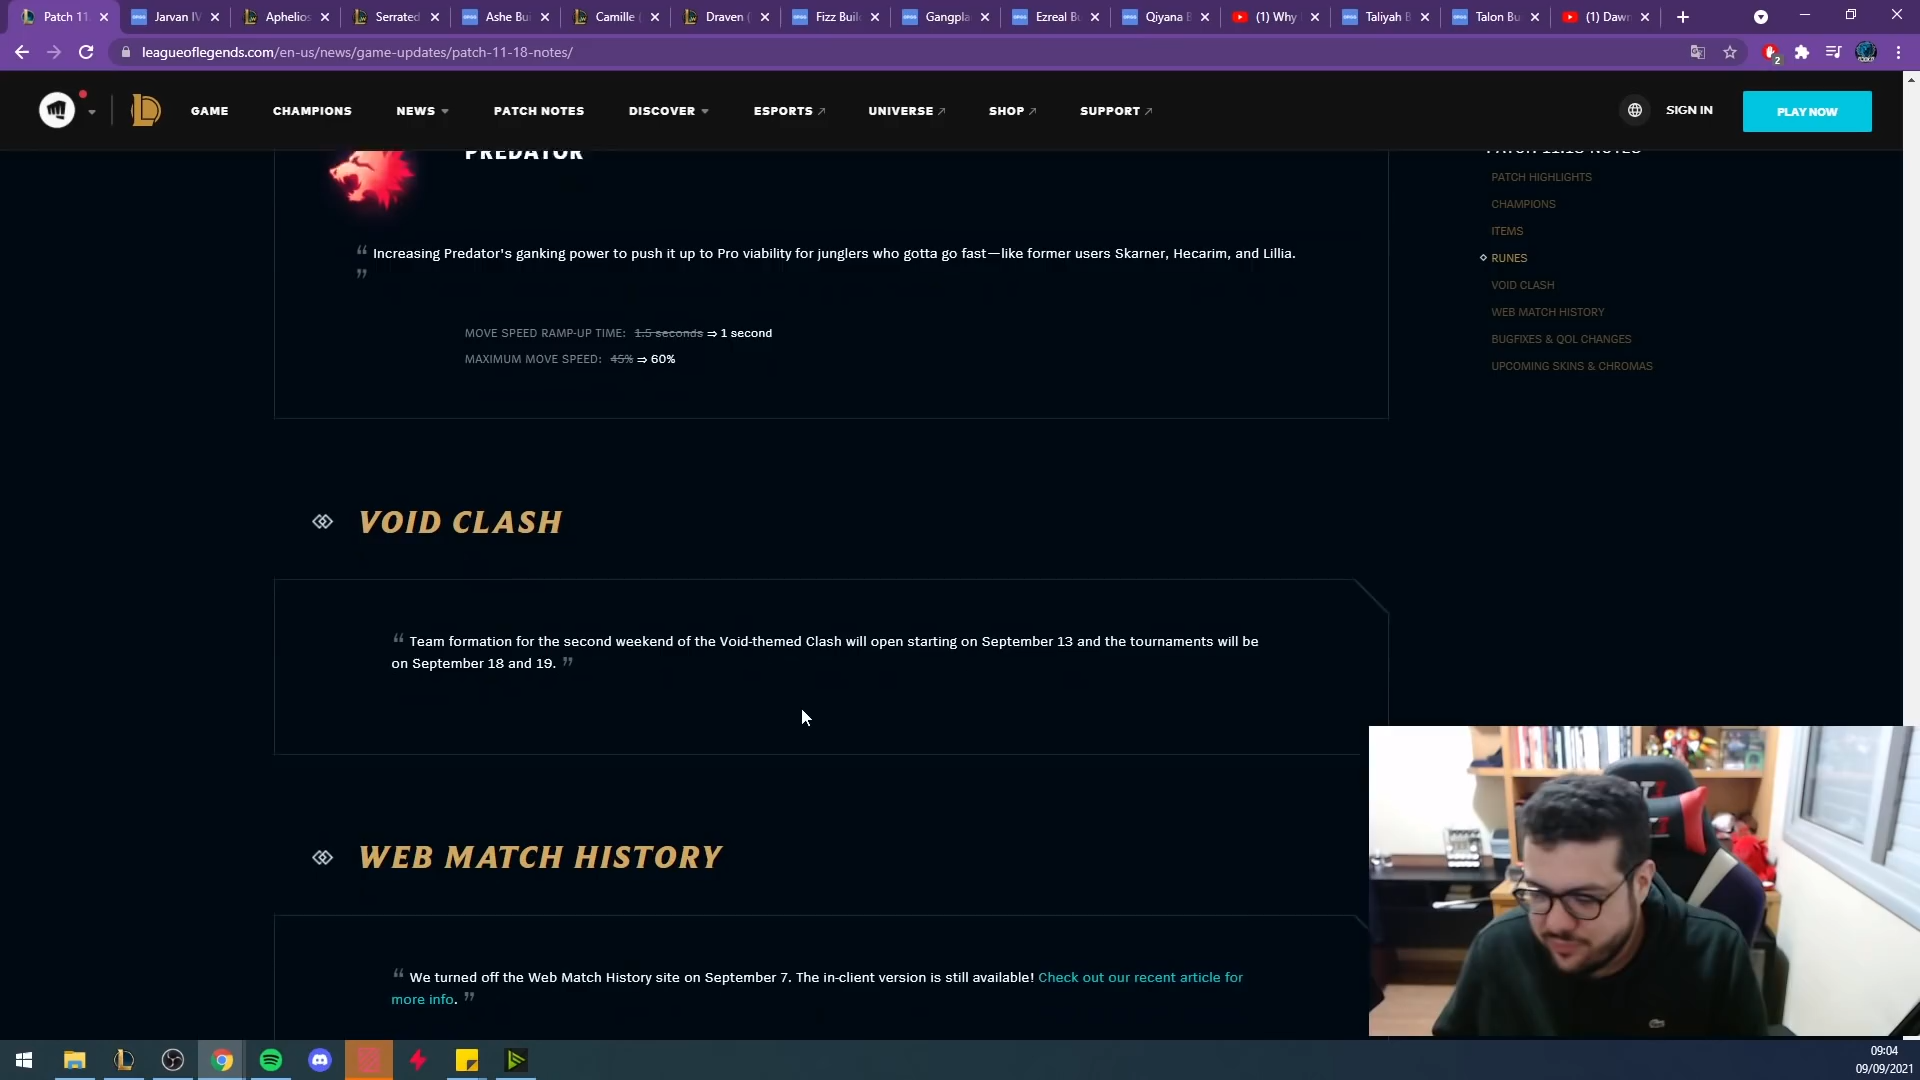 Patch 11.
Jarvan IV
Aphelios
Serrated
Ashe Bui
Camille (
Draven (
Fizz Buil
Gangpla
Ezreal Bu
Qiyana B
(1) Why
Taliyah B
Talon Bu
(1) Dawn
leagueoflegends.com/en-us/news/game-updates/patch-11-18-notes/
2
GAME
CHAMPIONS
NEWS
PATCH NOTES
DISCOVER
ESPORTS
UNIVERSE
SHOP
SUPPORT
SIGN IN
PLAY NOW
PREDATOR
“ Increasing Predator's ganking power to push it up to Pro viability for junglers who gotta go fast—like former users Skarner, Hecarim, and Lillia.
”
MOVE SPEED RAMP-UP TIME: 1.5 seconds ⇒ 1 second
MAXIMUM MOVE SPEED: 45% ⇒ 60%
VOID CLASH
“ Team formation for the second weekend of the Void-themed Clash will open starting on September 13 and the tournaments will be
on September 18 and 19. ”
WEB MATCH HISTORY
“ We turned off the Web Match History site on September 7. The in-client version is still available! Check out our recent article for
more info. ”
PATCH 11.18 NOTES
PATCH HIGHLIGHTS
CHAMPIONS
ITEMS
RUNES
VOID CLASH
WEB MATCH HISTORY
BUGFIXES & QOL CHANGES
UPCOMING SKINS & CHROMAS
09:04
09/09/2021